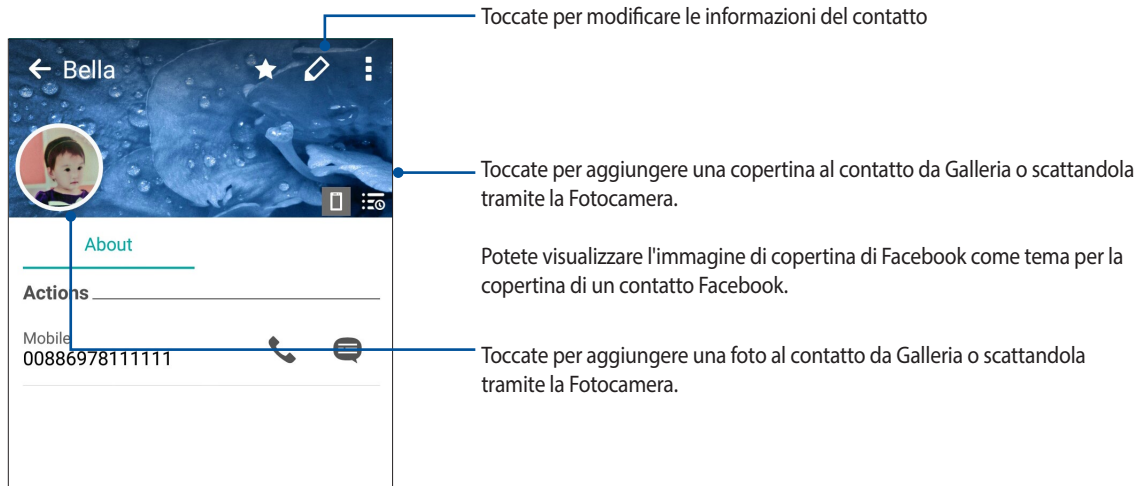 Toccate per modificare le informazioni del contatto
Bella
Toccate per aggiungere una copertina al contatto da Galleria o scattandola
tramite la Fotocamera.
Potete visualizzare l'immagine di copertina di Facebook come tema per la
copertina di un contatto Facebook.
About
Actions
Mobile
00886978111111
Toccate per aggiungere una foto al contatto da Galleria o scattandola
tramite la Fotocamera.